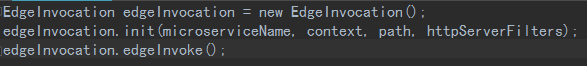 EdgeInvocation edgeInvocation = new EdgeInvocation();
edgeInvocation.init(microserviceName, context, path, httpServerFilters);
edgeInvocation.edgeInvoke();